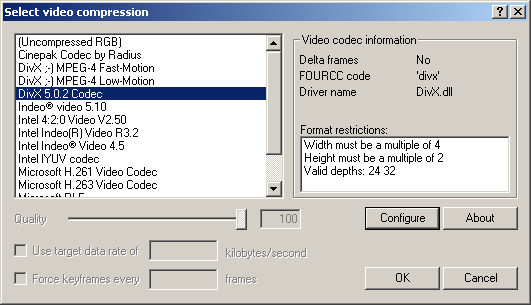 Select video compression
(Uncompressed RGB)
Cinepak Codec by Radius
DivX ;-) MPEG-4 Fast-Motion
DivX ;-) MPEG-4 Low-Motion
DivX 5.0.2 Codec
Indeo® video 5.10
Intel 4:2:0 Video V2.50
Intel Indeo(R) Video R3.2
Intel Indeo® Video 4.5
Intel IYUV codec
Microsoft H.261 Video Codec
Microsoft H.263 Video Codec
Microsoft RLE
Video codec information
Delta frames No
FOURCC code 'divx'
Driver name DivX.dll
Format restrictions:
Width must be a multiple of 4
Height must be a multiple of 2
Valid depths: 24 32
Quality 100
Configure About
Use target data rate of kilobytes/second
Force keyframes every frames
OK Cancel